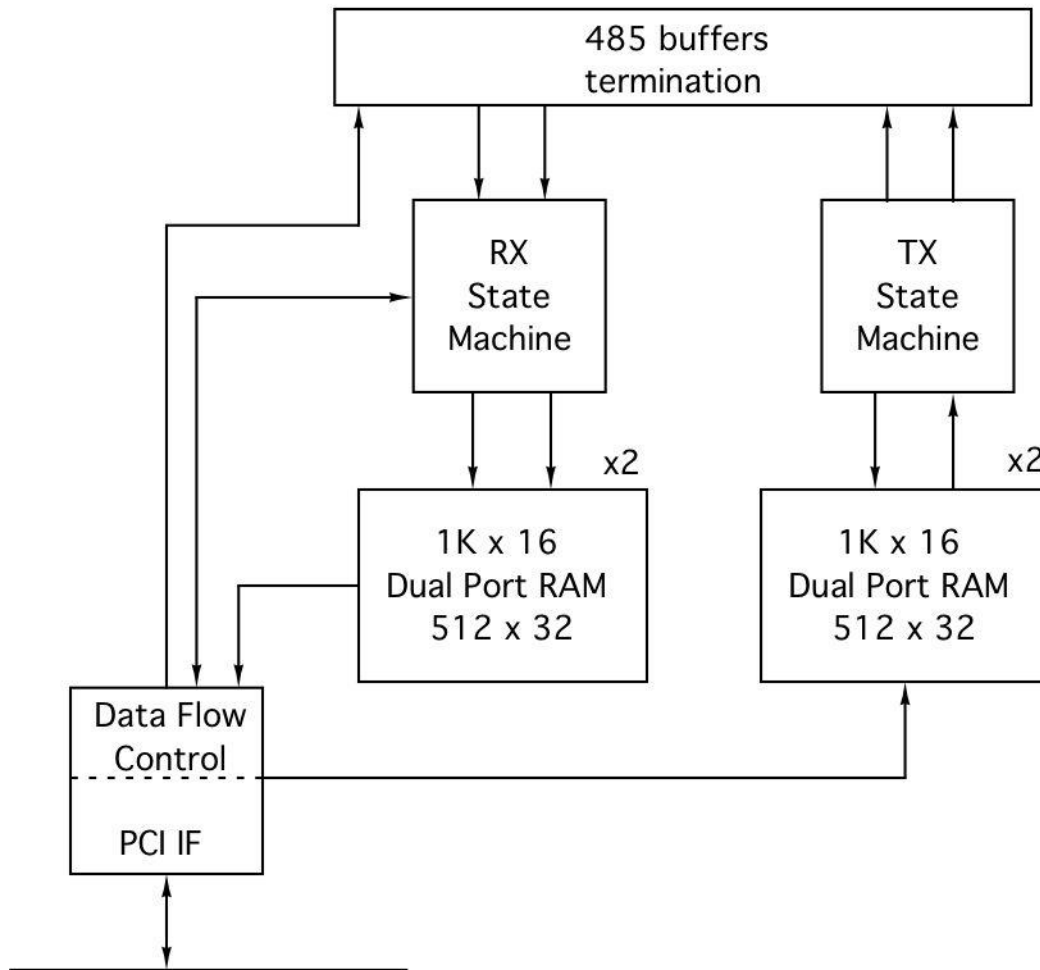 485 buffers
termination
RX
State
Machine
TX
State
Machine
x2
x2
1K x 16
Dual Port RAM
512 x 32
1K x 16
Dual Port RAM
512 x 32
Data Flow
Control
PCI IF